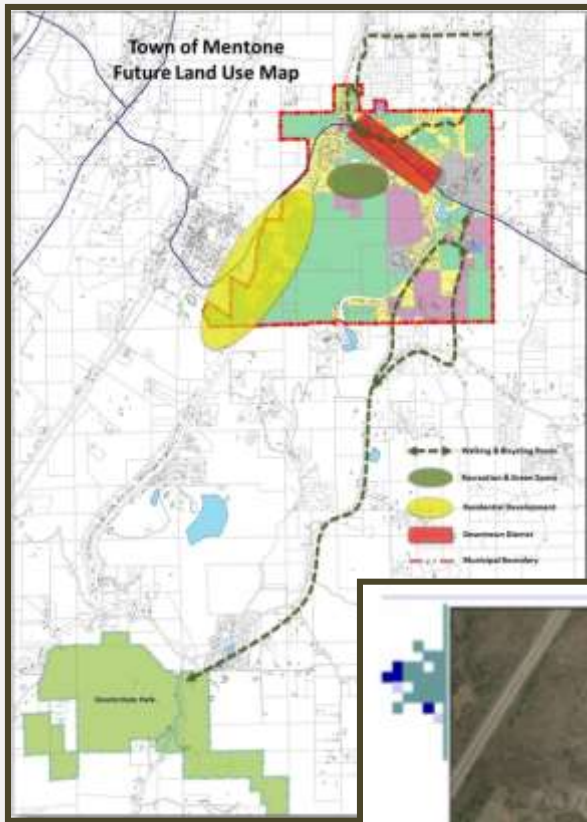 Town of Mentone
Future Land Use Map
Walking & Bicycling Route
Recreation & Green Space
Residential Development
Downtown District
Municipal Boundary